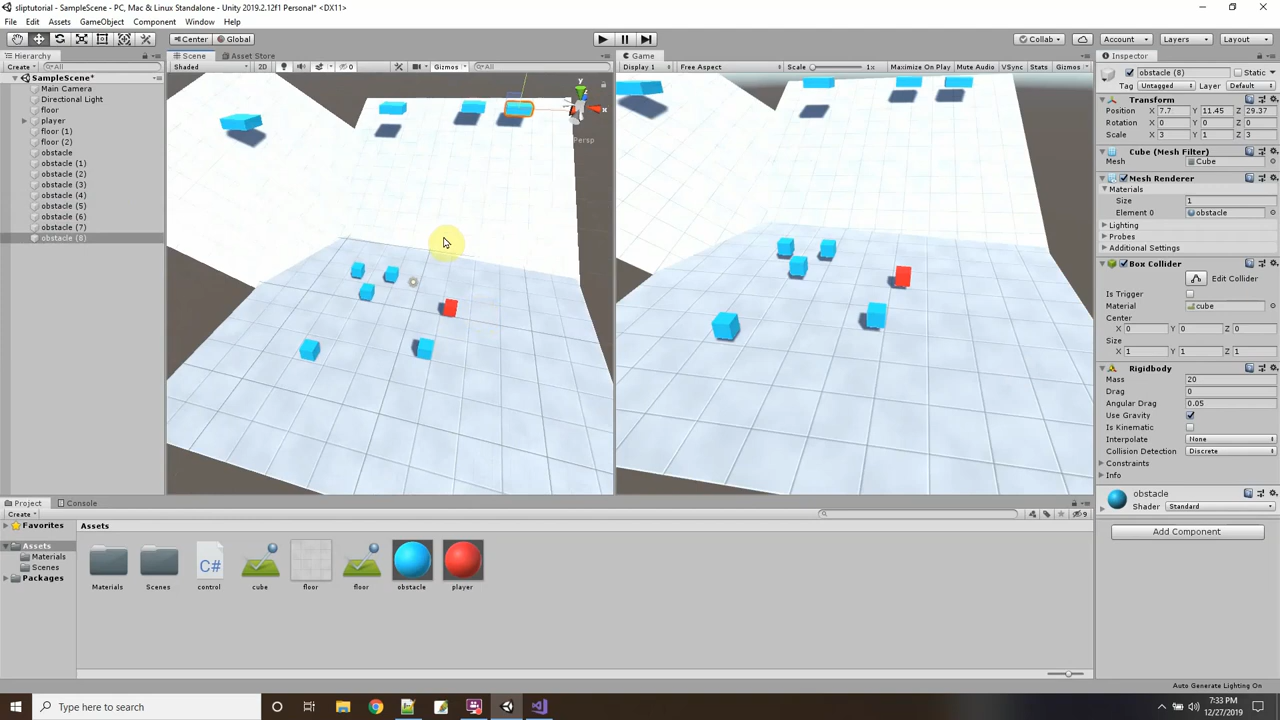 sliptutorial - SampleScene - PC, Mac & Linux Standalone - Unity 2019.2.12f1 Personal* <DX11>
File Edit Assets GameObject Component Window Help
Center Global Collab Account Layers Layout
Hierarchy Scene Asset Store Game Inspector
Create All Shaded 2D 0 Gizmos All Display 1 Free Aspect Scale 1x Maximize On Play Mute Audio VSync Stats Gizmos
SampleScene*
Main Camera
Directional Light
floor
player
floor (1)
floor (2)
obstacle
obstacle (1)
obstacle (2)
obstacle (3)
obstacle (4)
obstacle (5)
obstacle (6)
obstacle (7)
obstacle (8)
y
x
Persp
obstacle (8) Static
Tag Untagged Layer Default
Transform
Position X 7.7 Y 11.45 Z 29.37
Rotation X 0 Y 0 Z 0
Scale X 3 Y 1 Z 3
Cube (Mesh Filter)
Mesh Cube
Mesh Renderer
Materials
Size 1
Element 0 obstacle
Lighting
Probes
Additional Settings
Box Collider
Edit Collider
Is Trigger
Material cube
Center
X 0 Y 0 Z 0
Size
X 1 Y 1 Z 1
Rigidbody
Mass 20
Drag 0
Angular Drag 0.05
Use Gravity
Is Kinematic
Interpolate None
Collision Detection Discrete
Constraints
Info
obstacle
Shader Standard
Add Component
Project Console
Create 9
Favorites
Assets
Materials
Scenes
Packages
Assets
C#
Materials Scenes control cube floor floor obstacle player
Auto Generate Lighting On
Type here to search
7:33 PM
12/27/2019